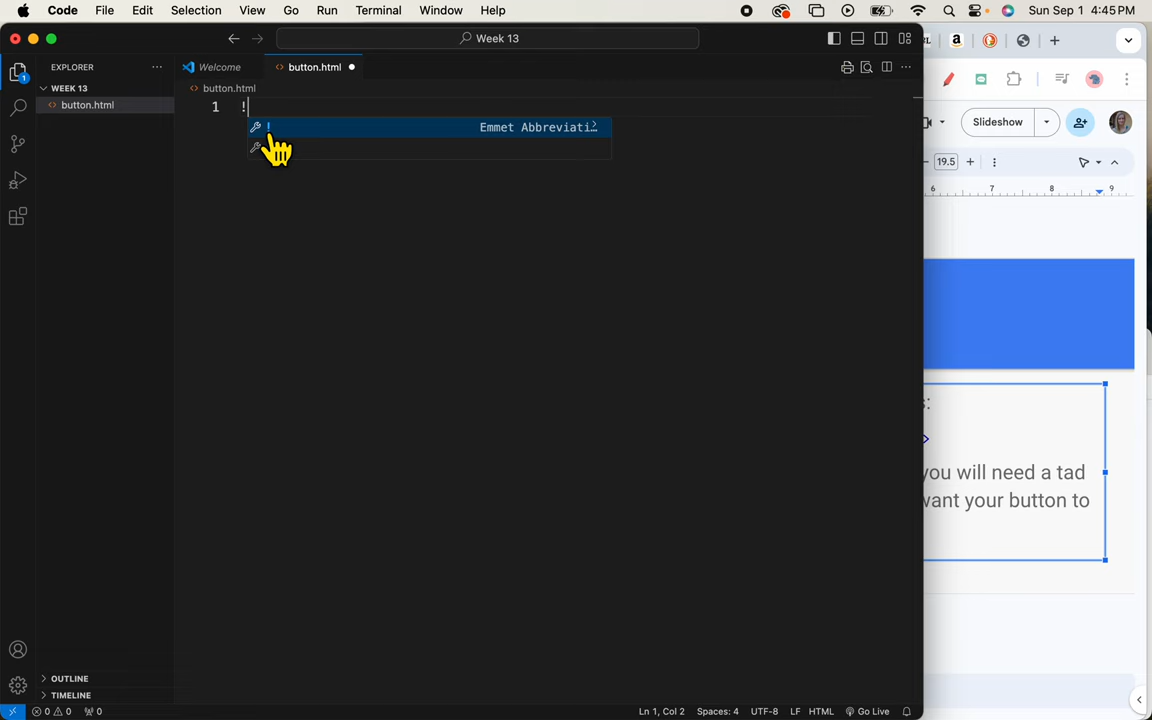 Code File Edit Selection View Go Run Terminal Window Help Sun Sep 1 4:45 PM
Week 13
EXPLORER ... Welcome <> button.html
WEEK 13 <> button.html
<> button.html
1 !
! Emmet Abbreviati...
1
Slideshow
19.5
6 7 8 9
s:
>
you will need a tad
want your button to
OUTLINE
TIMELINE
0 0 0 Ln 1, Col 2 Spaces: 4 UTF-8 LF HTML Go Live